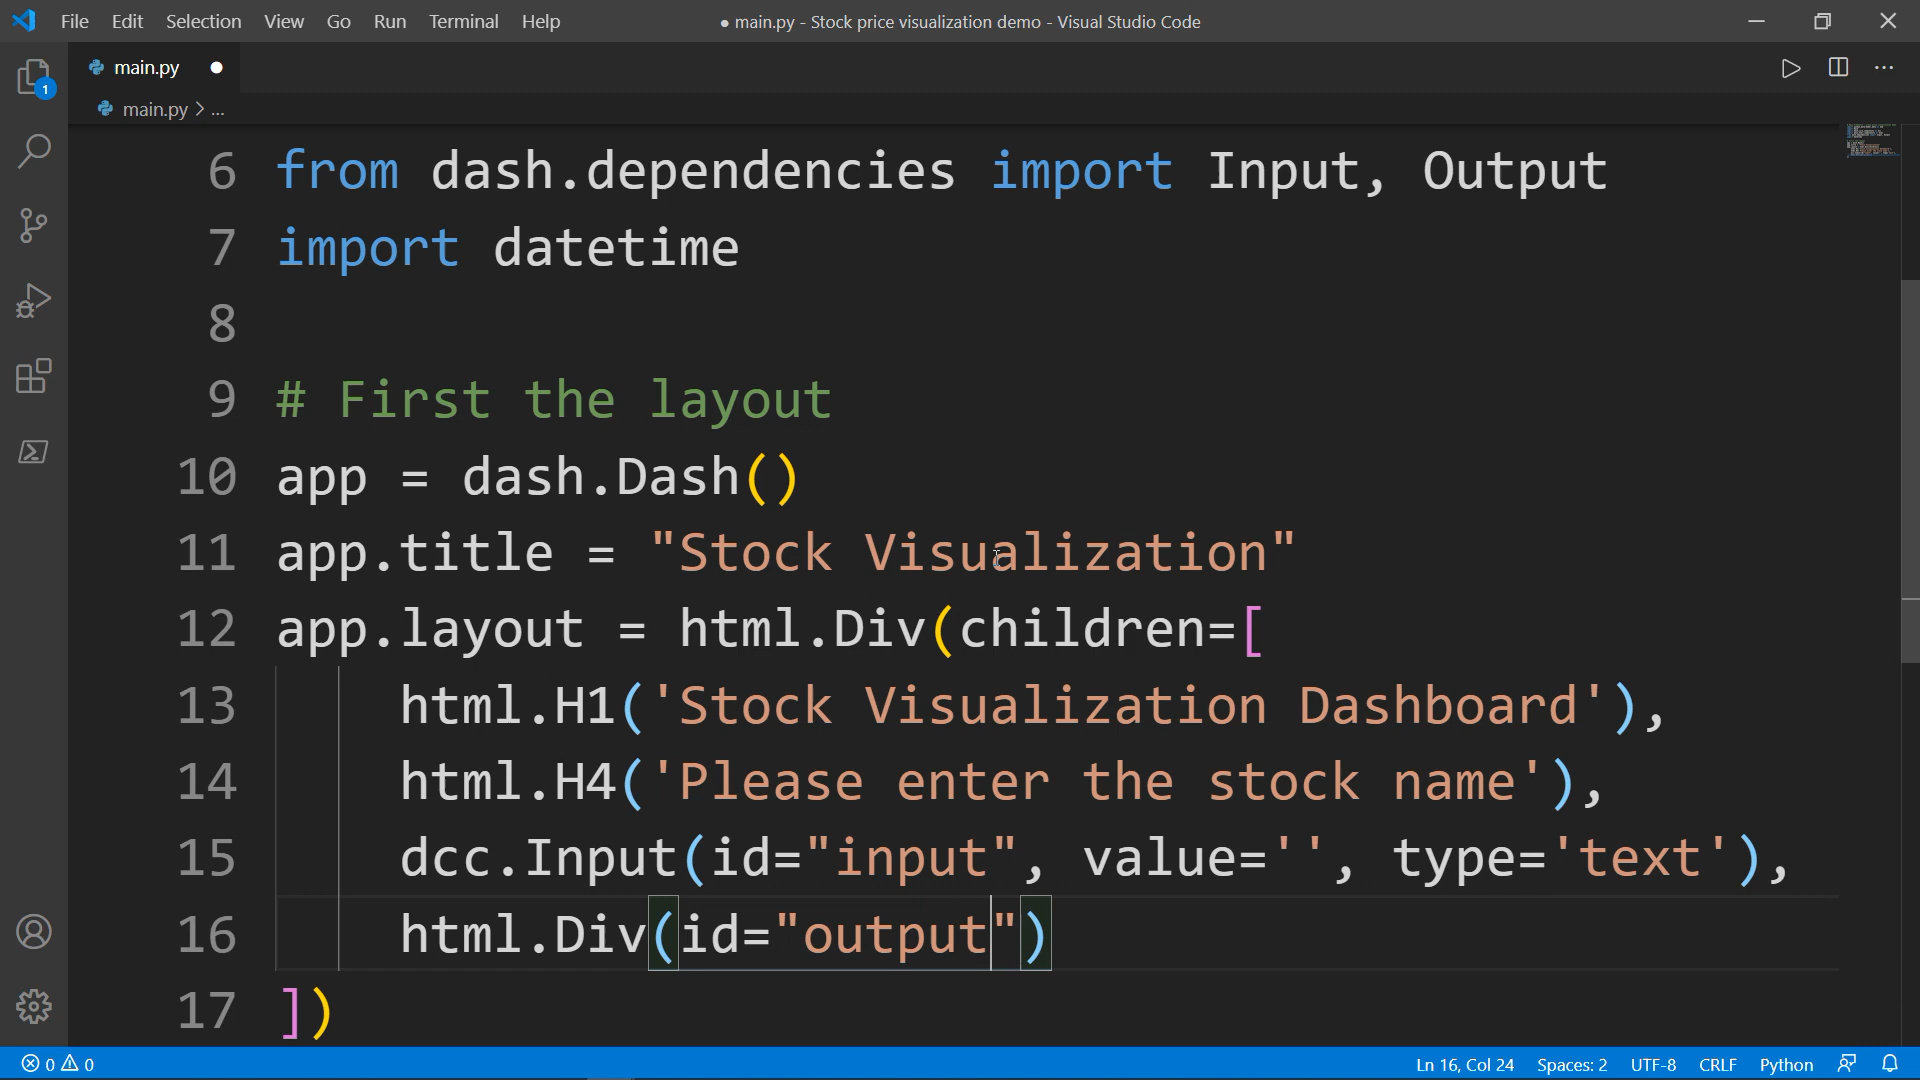 File Edit Selection View Go Run Terminal Help
● main.py - Stock price visualization demo - Visual Studio Code
main.py
1
main.py > ...
6 from dash.dependencies import Input, Output
7 import datetime
8
9 # First the layout
10 app = dash.Dash()
11 app.title = "Stock Visualization"
12 app.layout = html.Div(children=[
13 html.H1('Stock Visualization Dashboard'),
14 html.H4('Please enter the stock name'),
15 dcc.Input(id="input", value='', type='text'),
16 html.Div(id="output")
17 ])
0 0 Ln 16, Col 24 Spaces: 2 UTF-8 CRLF Python